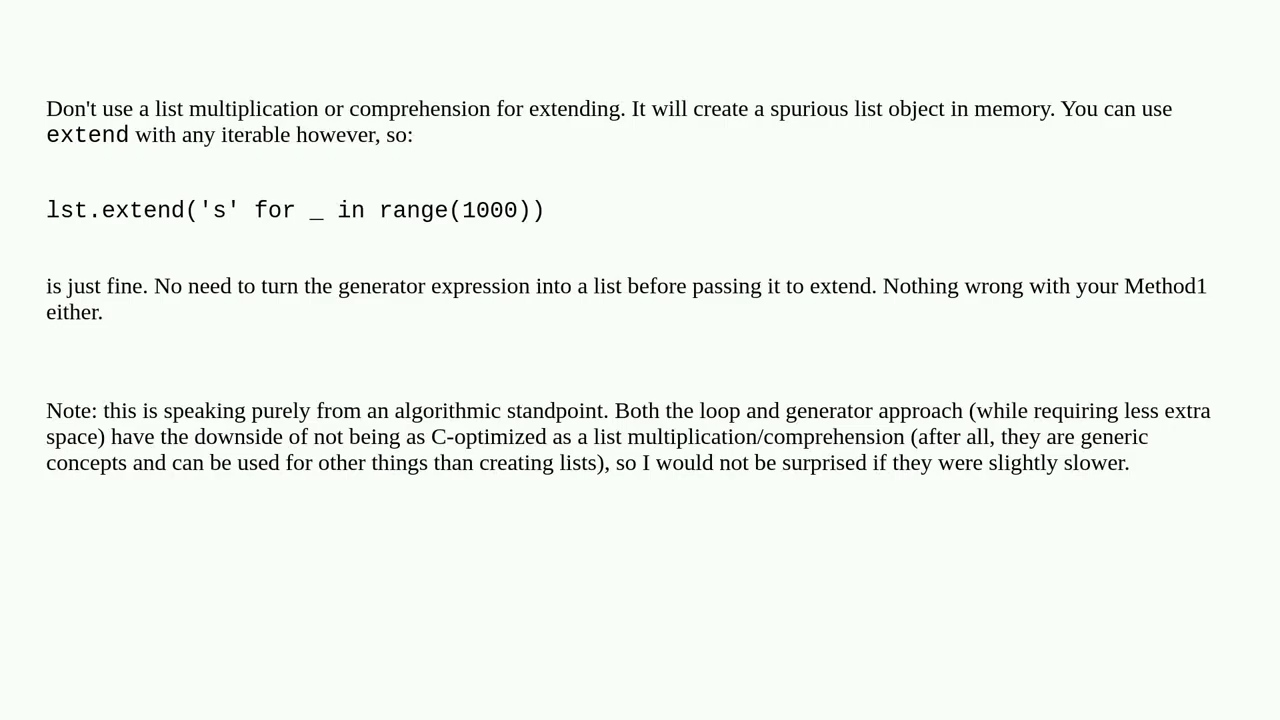 Don't use a list multiplication or comprehension for extending. It will create a spurious list object in memory. You can use
extend with any iterable however, so:
lst.extend('s' for _ in range(1000))
is just fine. No need to turn the generator expression into a list before passing it to extend. Nothing wrong with your Method1
either.
Note: this is speaking purely from an algorithmic standpoint. Both the loop and generator approach (while requiring less extra
space) have the downside of not being as C-optimized as a list multiplication/comprehension (after all, they are generic
concepts and can be used for other things than creating lists), so I would not be surprised if they were slightly slower.